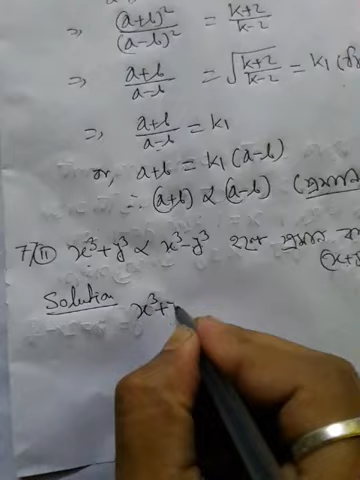 ⇒ (a+b)²/(a-b)² = k+2/k-2
⇒ a+b/a-b = √(k+2/k-2) = k₁
⇒, a+b/a-b = k₁
বা, a+b = k₁(a-b)
∴ (a+b) ∝ (a-b) (প্রমাণ
7/ii x³+y³ ∝ x³-y³ হলে প্রমাণ
(x+y
Solution x³+